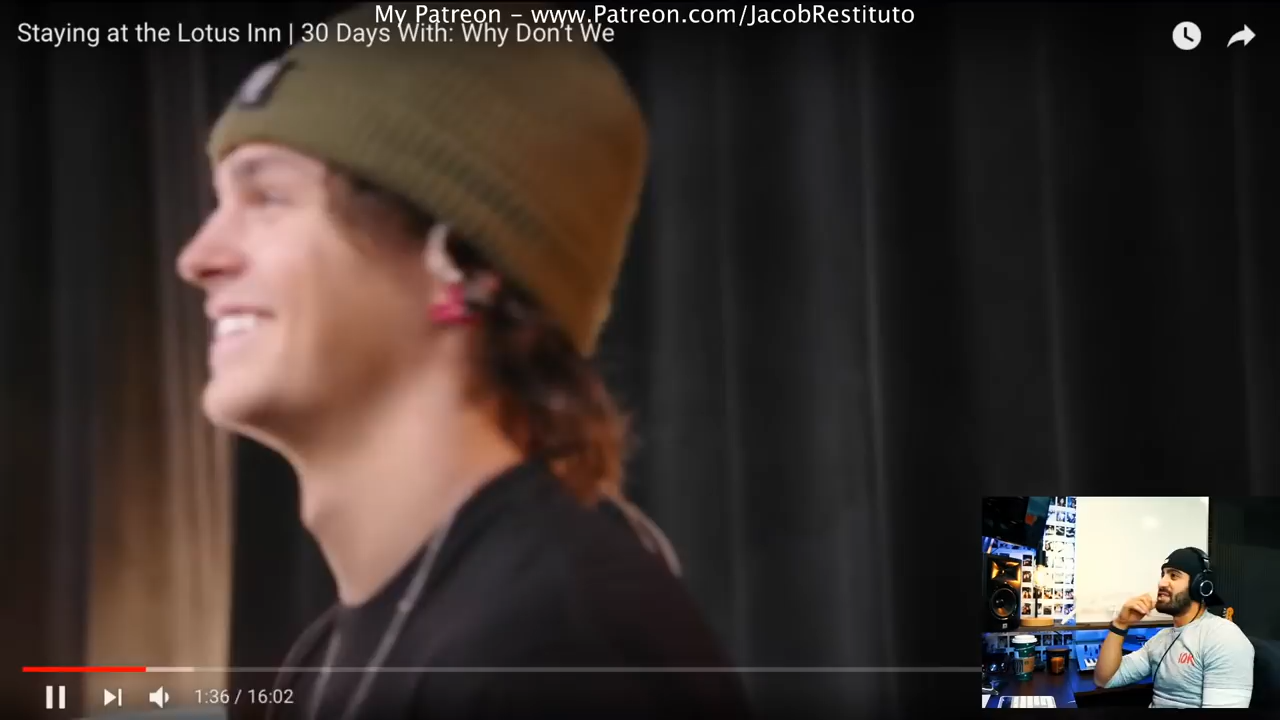 My Patreon - www.Patreon.com/JacobRestituto
Staying at the Lotus Inn | 30 Days With: Why Don't We
1:36 / 16:02